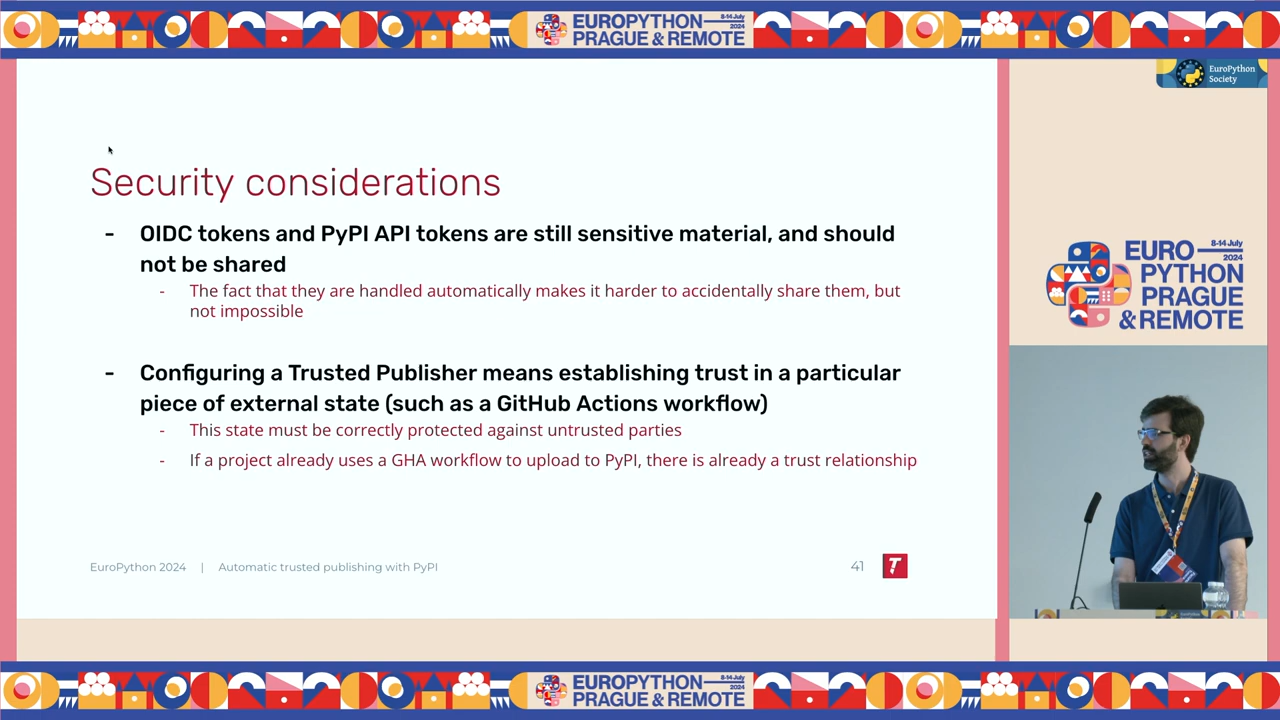 EUROPYTHON
8-14 July
2024
PRAGUE & REMOTE
EuroPython
Society
Security considerations
- OIDC tokens and PyPI API tokens are still sensitive material, and should
not be shared
- The fact that they are handled automatically makes it harder to accidentally share them, but
not impossible
- Configuring a Trusted Publisher means establishing trust in a particular
piece of external state (such as a GitHub Actions workflow)
- This state must be correctly protected against untrusted parties
- If a project already uses a GHA workflow to upload to PyPI, there is already a trust relationship
EuroPython 2024 | Automatic trusted publishing with PyPI
41
T
EURO
8-14 July
2024
PYTHON
PRAGUE
& REMOTE
EUROPYTHON
8-14 July
2024
PRAGUE & REMOTE